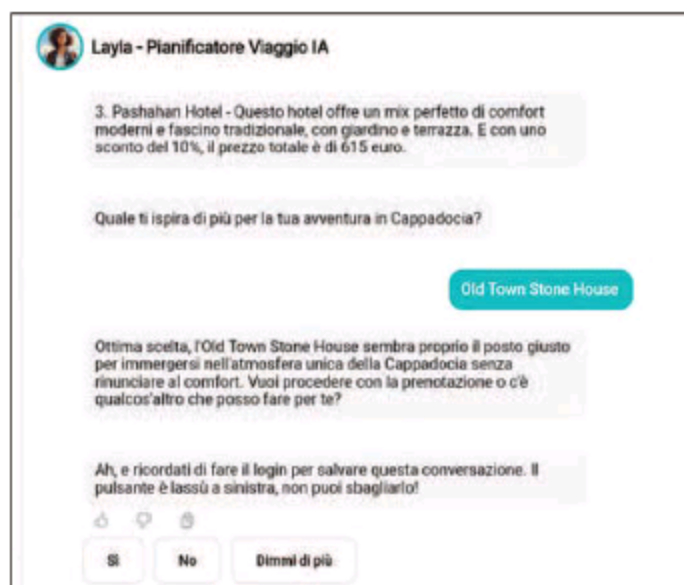 Layla - Pianificatore Viaggio IA
3. Pashahan Hotel - Questo hotel offre un mix perfetto di comfort
moderni e fascino tradizionale, con giardino e terrazza. E con uno
sconto del 10%, il prezzo totale è di 615 euro.
Quale ti ispira di più per la tua avventura in Cappadocia?
Old Town Stone House
Ottima scelta, l'Old Town Stone House sembra proprio il posto giusto
per immergersi nell'atmosfera unica della Cappadocia senza
rinunciare al comfort. Vuoi procedere con la prenotazione o c'è
qualcos'altro che posso fare per te?
Ah, e ricordati di fare il login per salvare questa conversazione. Il
pulsante è lassù a sinistra, non puoi sbagliarlo!
Sì
No
Dimmi di più